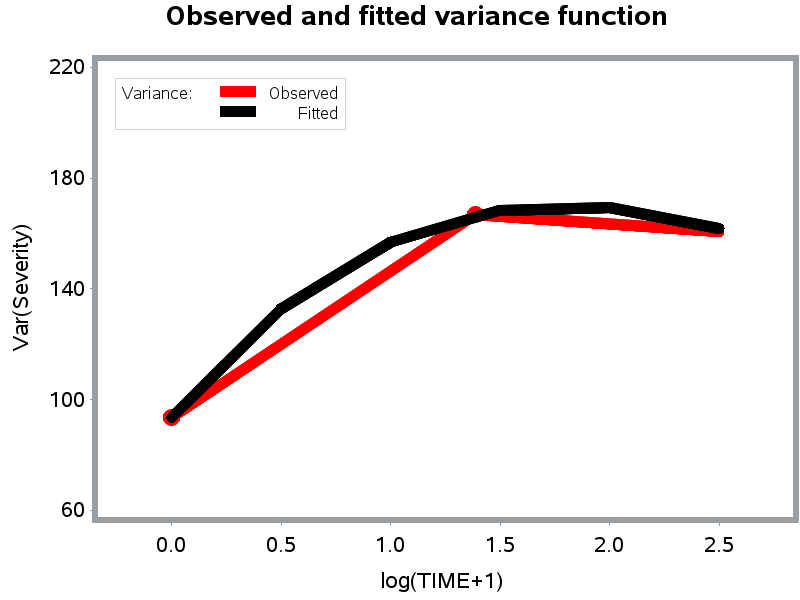 Observed and fitted variance function
Variance: Observed
Fitted
220
180
140
100
60
Var(Severity)
0.0 0.5 1.0 1.5 2.0 2.5
log(TIME+1)